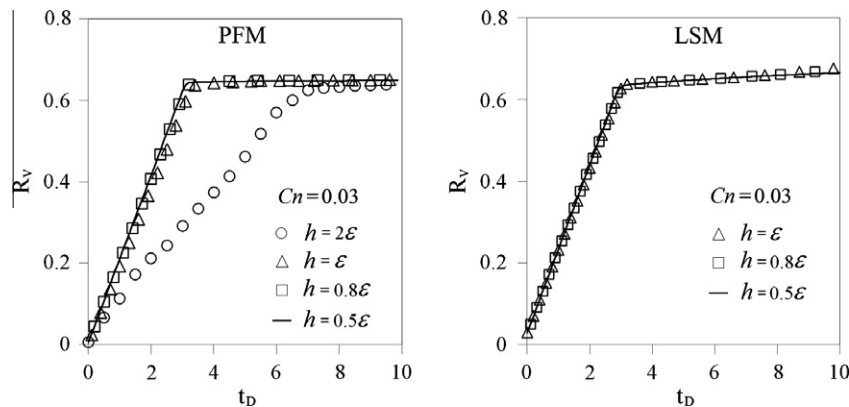 PFM
0.8
0.6
0.4
0.2
0
R_v
0 2 4 6 8 10
t_D
Cn = 0.03
○ h = 2ε
△ h = ε
□ h = 0.8ε
— h = 0.5ε
LSM
0.8
0.6
0.4
0.2
0
R_v
0 2 4 6 8 10
t_D
Cn = 0.03
△ h = ε
□ h = 0.8ε
— h = 0.5ε